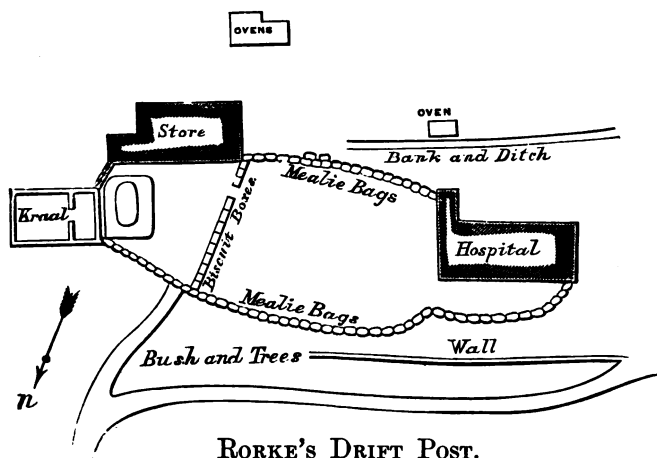 OVENS
OVEN
Store
Bank and Ditch
Mealie Bags
Kraal
Biscuit Boxes
Hospital
Mealie Bags
Wall
Bush and Trees
n
RORKE'S DRIFT POST.